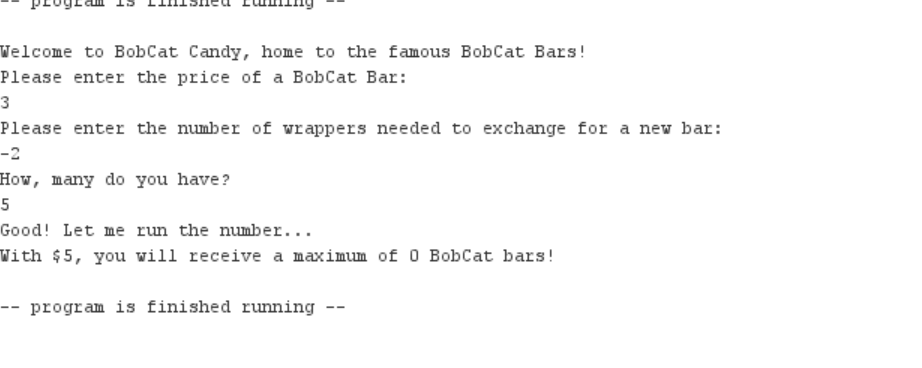 -- program is finished running --
Welcome to BobCat Candy, home to the famous BobCat Bars!
Please enter the price of a BobCat Bar:
3
Please enter the number of wrappers needed to exchange for a new bar:
-2
How, many do you have?
5
Good! Let me run the number...
With $5, you will receive a maximum of 0 BobCat bars!
-- program is finished running --